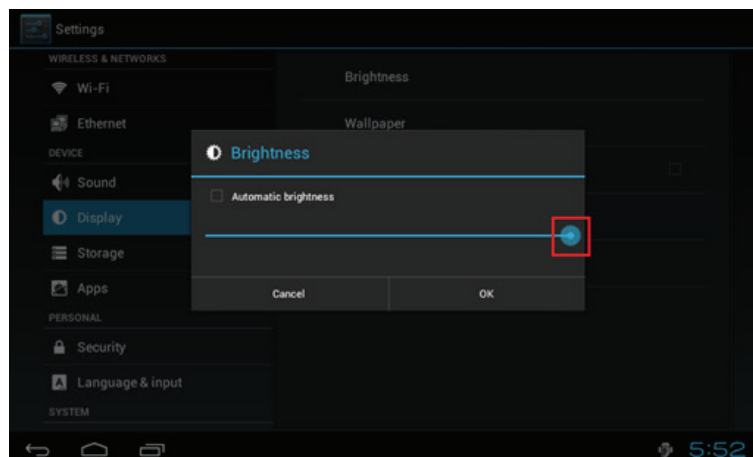 Settings
WIRELESS & NETWORKS
Wi-Fi
Ethernet
DEVICE
Sound
Display
Storage
Apps
PERSONAL
Security
Language & input
SYSTEM
Brightness
Wallpaper
Brightness
Automatic brightness
Cancel
OK
5:52